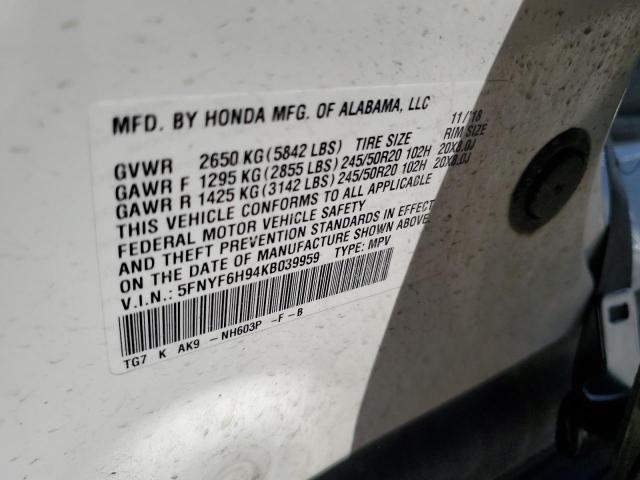 MFD. BY HONDA MFG. OF ALABAMA, LLC 11/18
GVWR 2650 KG (5842 LBS) TIRE SIZE RIM SIZE
GAWR F 1295 KG (2855 LBS) 245/50R20 102H 20X8.0J
GAWR R 1425 KG (3142 LBS) 245/50R20 102H 20X8.0J
THIS VEHICLE CONFORMS TO ALL APPLICABLE
FEDERAL MOTOR VEHICLE SAFETY
AND THEFT PREVENTION STANDARDS IN EFFECT
ON THE DATE OF MANUFACTURE SHOWN ABOVE.
V.I.N.: 5FNYF6H94KB039959 TYPE: MPV
TG7 K AK9 - NH603P - F - B